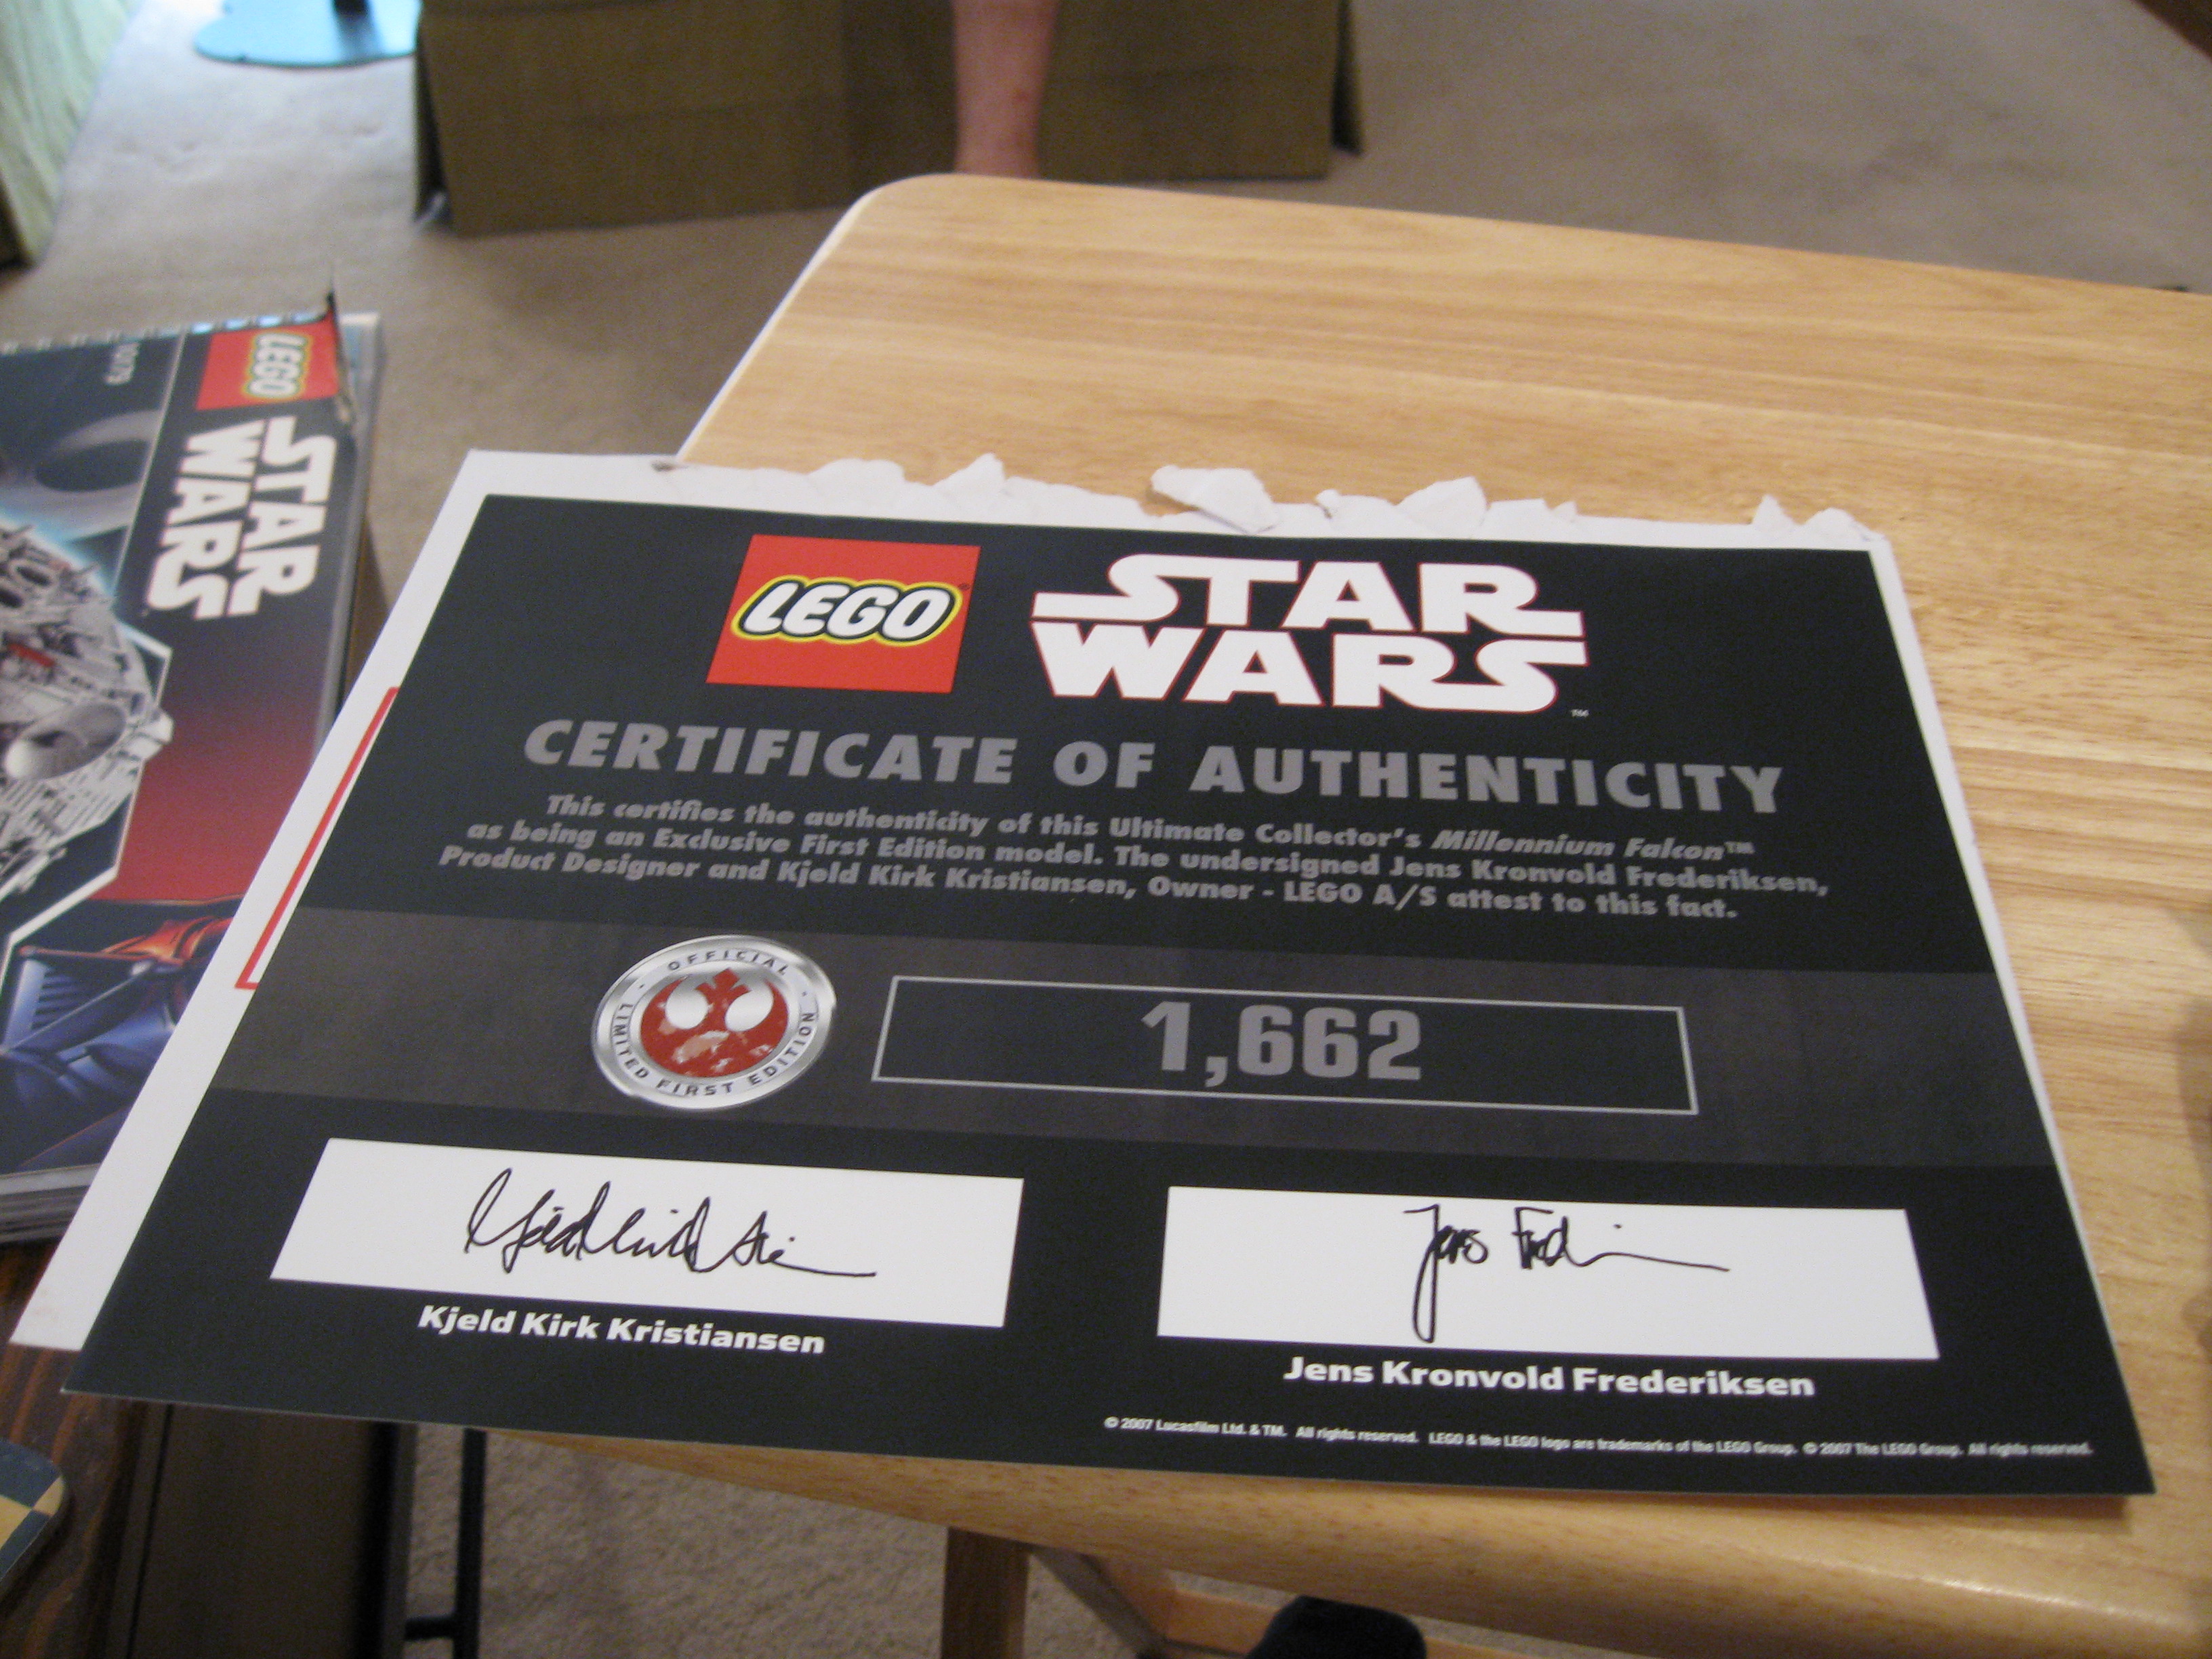 10179
LEGO
STAR
WARS
LEGO®
STAR
WARS™
CERTIFICATE OF AUTHENTICITY
This certifies the authenticity of this Ultimate Collector's Millennium Falcon™
as being an Exclusive First Edition model. The undersigned Jens Kronvold Frederiksen,
Product Designer and Kjeld Kirk Kristiansen, Owner - LEGO A/S attest to this fact.
OFFICIAL
LIMITED FIRST EDITION
1,662
Kjeld Kirk Kristiansen
Jens Kronvold Frederiksen
© 2007 Lucasfilm Ltd. & TM. All rights reserved. LEGO & the LEGO logo are trademarks of the LEGO Group. © 2007 The LEGO Group. All rights reserved.